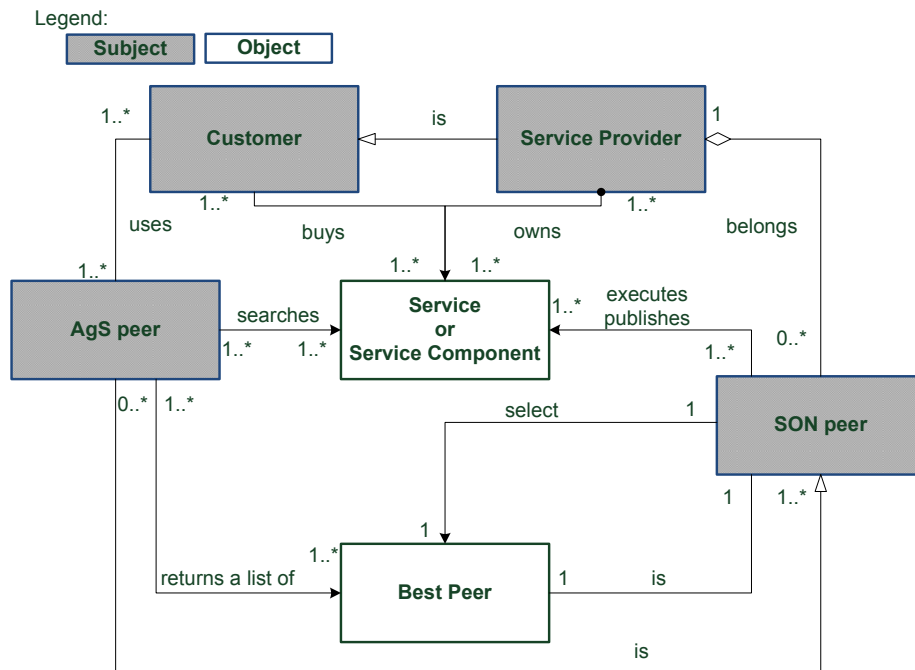 Legend:
Subject
Object
1..*
Customer
is
Service Provider
1
1..*
1..*
uses
buys
owns
belongs
1..*
1..*
1..*
AgS peer
searches
Service
or
Service Component
1..*
executes
publishes
1..*
1..*
1..*
0..*
0..*
1..*
select
1
SON peer
1
1..*
1
1..*
returns a list of
Best Peer
1
is
is